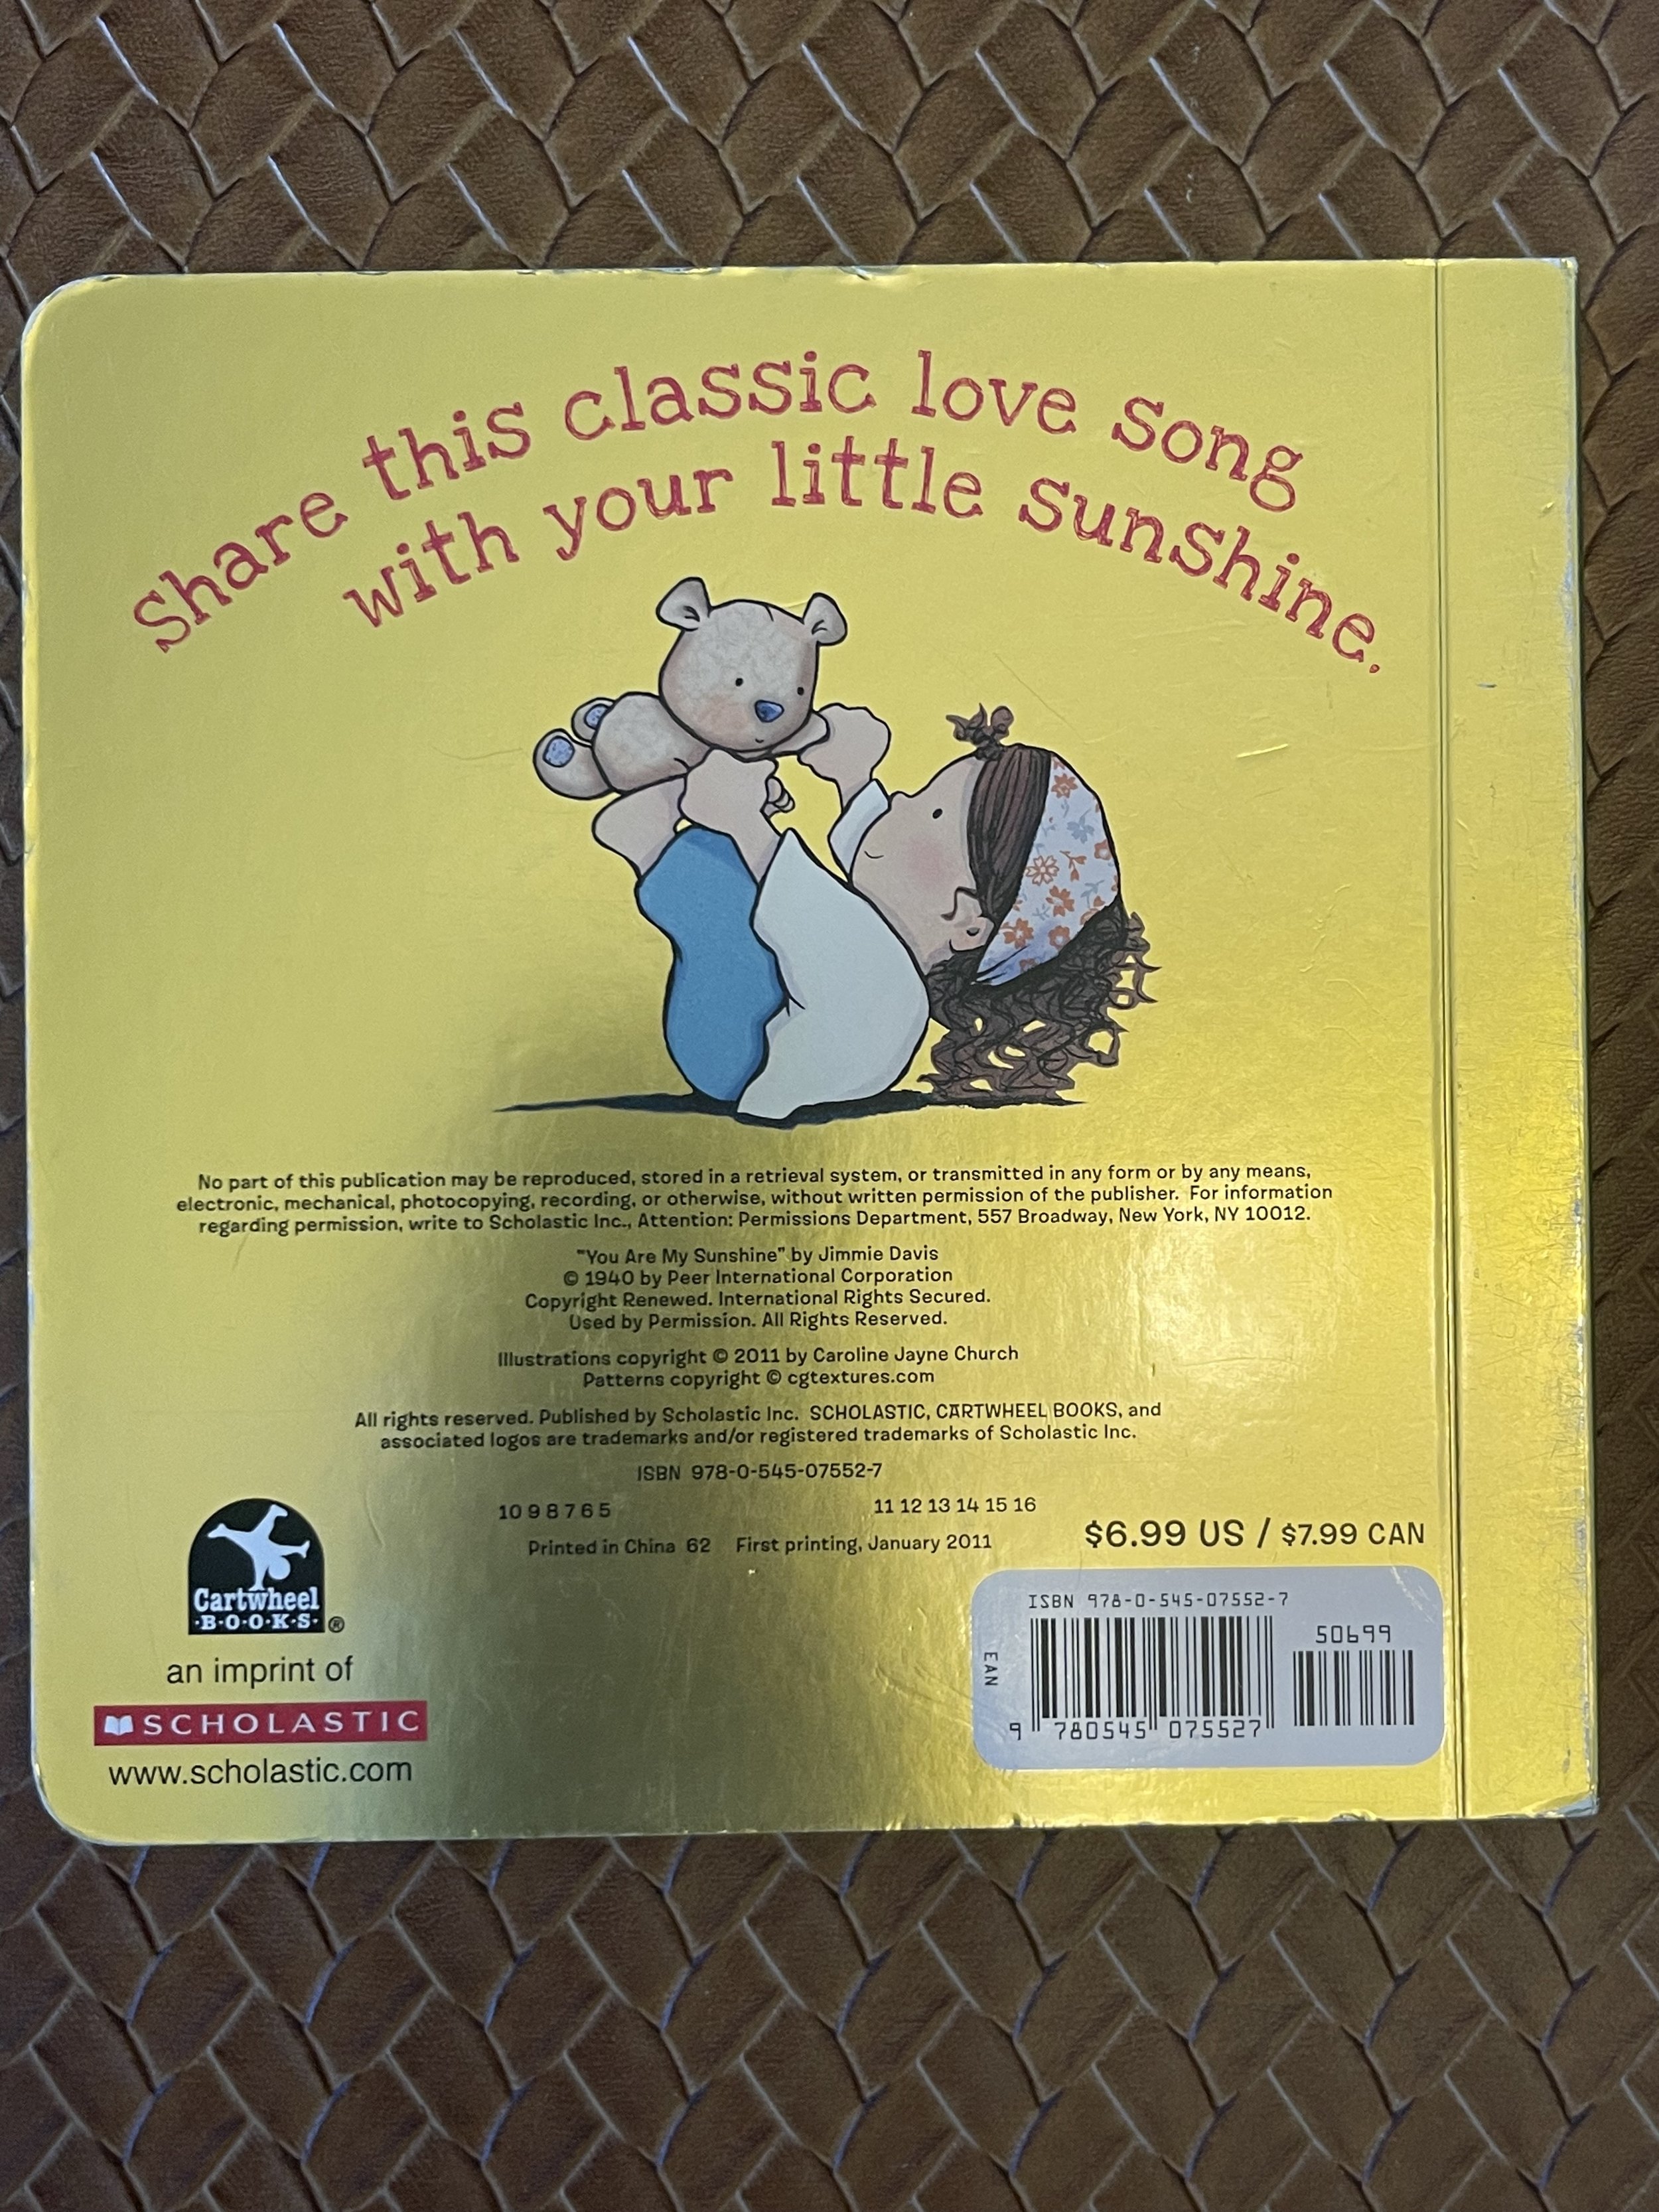 Share this classic love song
with your little sunshine.
No part of this publication may be reproduced, stored in a retrieval system, or transmitted in any form or by any means,
electronic, mechanical, photocopying, recording, or otherwise, without written permission of the publisher. For information
regarding permission, write to Scholastic Inc., Attention: Permissions Department, 557 Broadway, New York, NY 10012.
"You Are My Sunshine" by Jimmie Davis
© 1940 by Peer International Corporation
Copyright Renewed. International Rights Secured.
Used by Permission. All Rights Reserved.
Illustrations copyright © 2011 by Caroline Jayne Church
Patterns copyright © cgtextures.com
All rights reserved. Published by Scholastic Inc. SCHOLASTIC, CARTWHEEL BOOKS, and
associated logos are trademarks and/or registered trademarks of Scholastic Inc.
ISBN 978-0-545-07552-7
10 9 8 7 6 5 11 12 13 14 15 16
Printed in China 62 First printing, January 2011
$6.99 US / $7.99 CAN
Cartwheel
·B·O·O·K·S· ®
an imprint of
SCHOLASTIC
www.scholastic.com
ISBN 978-0-545-07552-7
50699
EAN
9 780545 075527